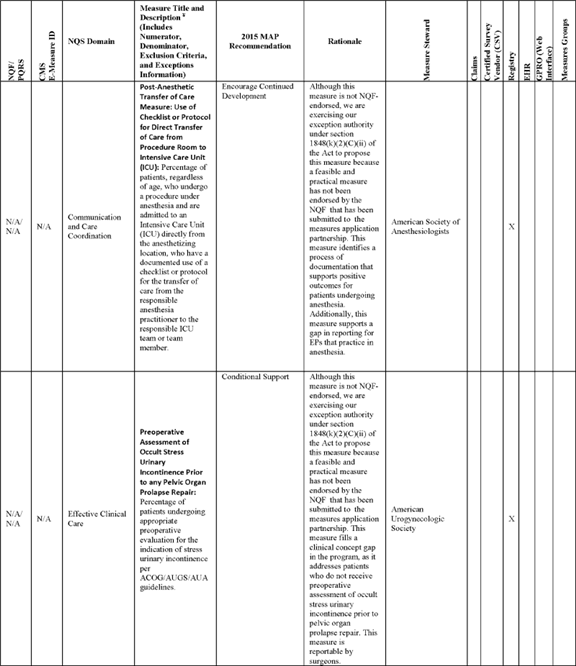 NQF/
PQRS
CMS
E-Measure ID
NQS Domain
Measure Title and
Description ¥
(Includes
Numerator,
Denominator,
Exclusion Criteria,
and Exceptions
Information)
2015 MAP
Recommendation
Rationale
Measure Steward
Claims
Certified Survey
Vendor (CSV)
Registry
EHR
GPRO (Web
Interface)
Measures Groups
N/A/
N/A
N/A
Communication
and Care
Coordination
Post-Anesthetic
Transfer of Care
Measure: Use of
Checklist or Protocol
for Direct Transfer
of Care from
Procedure Room to
Intensive Care Unit
(ICU): Percentage of
patients, regardless
of age, who undergo
a procedure under
anesthesia and are
admitted to an
Intensive Care Unit
(ICU) directly from
the anesthetizing
location, who have a
documented use of a
checklist or protocol
for the transfer of
care from the
responsible
anesthesia
practitioner to the
responsible ICU
team or team
member.
Encourage Continued
Development
Although this
measure is not NQF-
endorsed, we are
exercising our
exception authority
under section
1848(k)(2)(C)(ii) of
the Act to propose
this measure because
a feasible and
practical measure
has not been
endorsed by the
NQF that has been
submitted to the
measures application
partnership. This
measure identifies a
process of
documentation that
supports positive
outcomes for
patients undergoing
anesthesia.
Additionally, this
measure supports a
gap in reporting for
EPs that practice in
anesthesia.
American Society of
Anesthesiologists
X
N/A/
N/A
N/A
Effective Clinical
Care
Preoperative
Assessment of
Occult Stress
Urinary
Incontinence Prior
to any Pelvic Organ
Prolapse Repair:
Percentage of
patients undergoing
appropriate
preoperative
evaluation for the
indication of stress
urinary incontinence
per
ACOG/AUGS/AUA
guidelines.
Conditional Support
Although this
measure is not NQF-
endorsed, we are
exercising our
exception authority
under section
1848(k)(2)(C)(ii) of
the Act to propose
this measure because
a feasible and
practical measure
has not been
endorsed by the
NQF that has been
submitted to the
measures application
partnership. This
measure fills a
clinical concept gap
in the program, as it
addresses patients
who do not receive
preoperative
assessment of occult
stress urinary
incontinence prior to
pelvic organ
prolapse repair. This
measure is
reportable by
surgeons.
American
Urogynecologic
Society
X